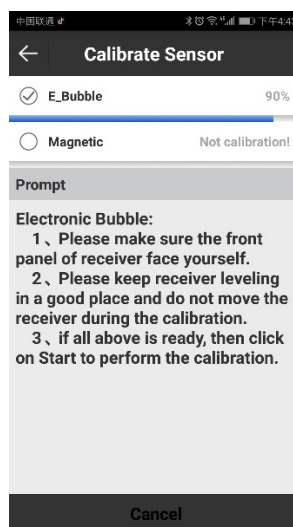 中国联通
下午4:43
Calibrate Sensor
E_Bubble 90%
Magnetic Not calibration!
Prompt
Electronic Bubble:
1、Please make sure the front
panel of receiver face yourself.
2、Please keep receiver leveling
in a good place and do not move the
receiver during the calibration.
3、if all above is ready, then click
on Start to perform the calibration.
Cancel